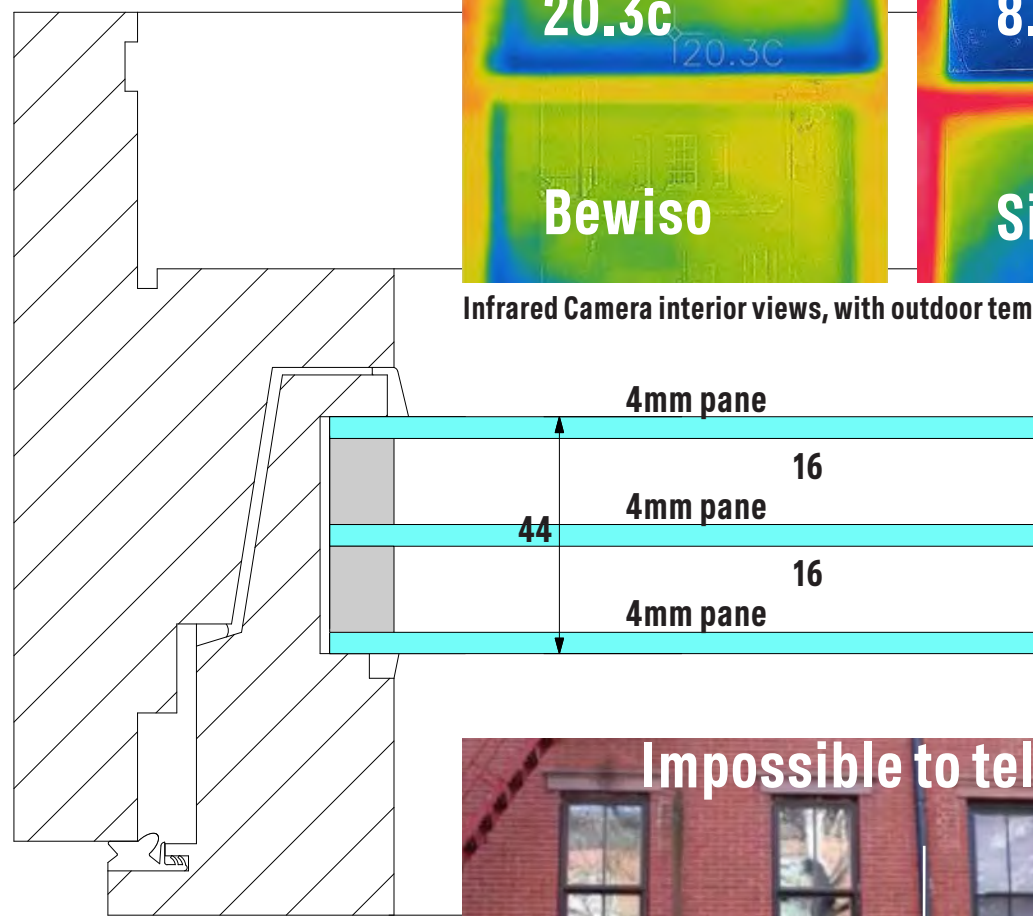 20.3c
20.3C
8.
Bewiso
Si
Infrared Camera interior views, with outdoor tem
4mm pane
16
4mm pane
44
16
4mm pane
Impossible to tel